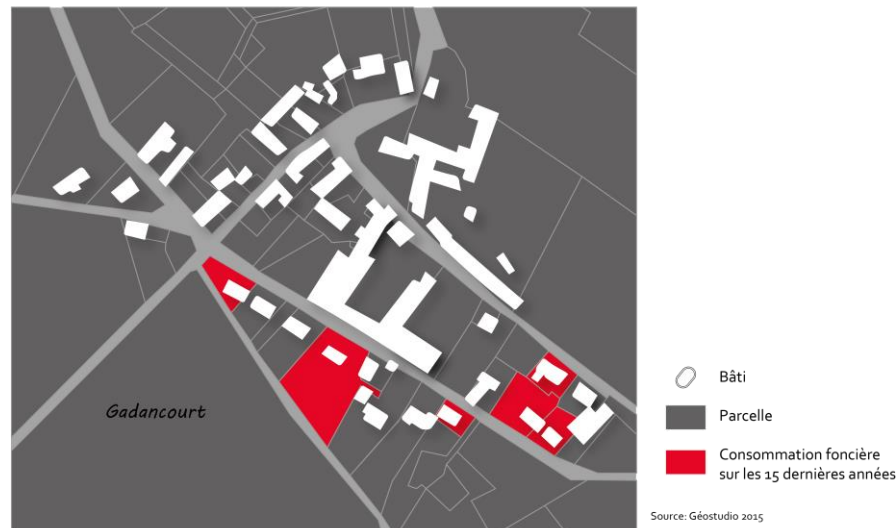 Gadancourt
Bâti
Parcelle
Consommation foncière
sur les 15 dernières années
Source: Géostudio 2015